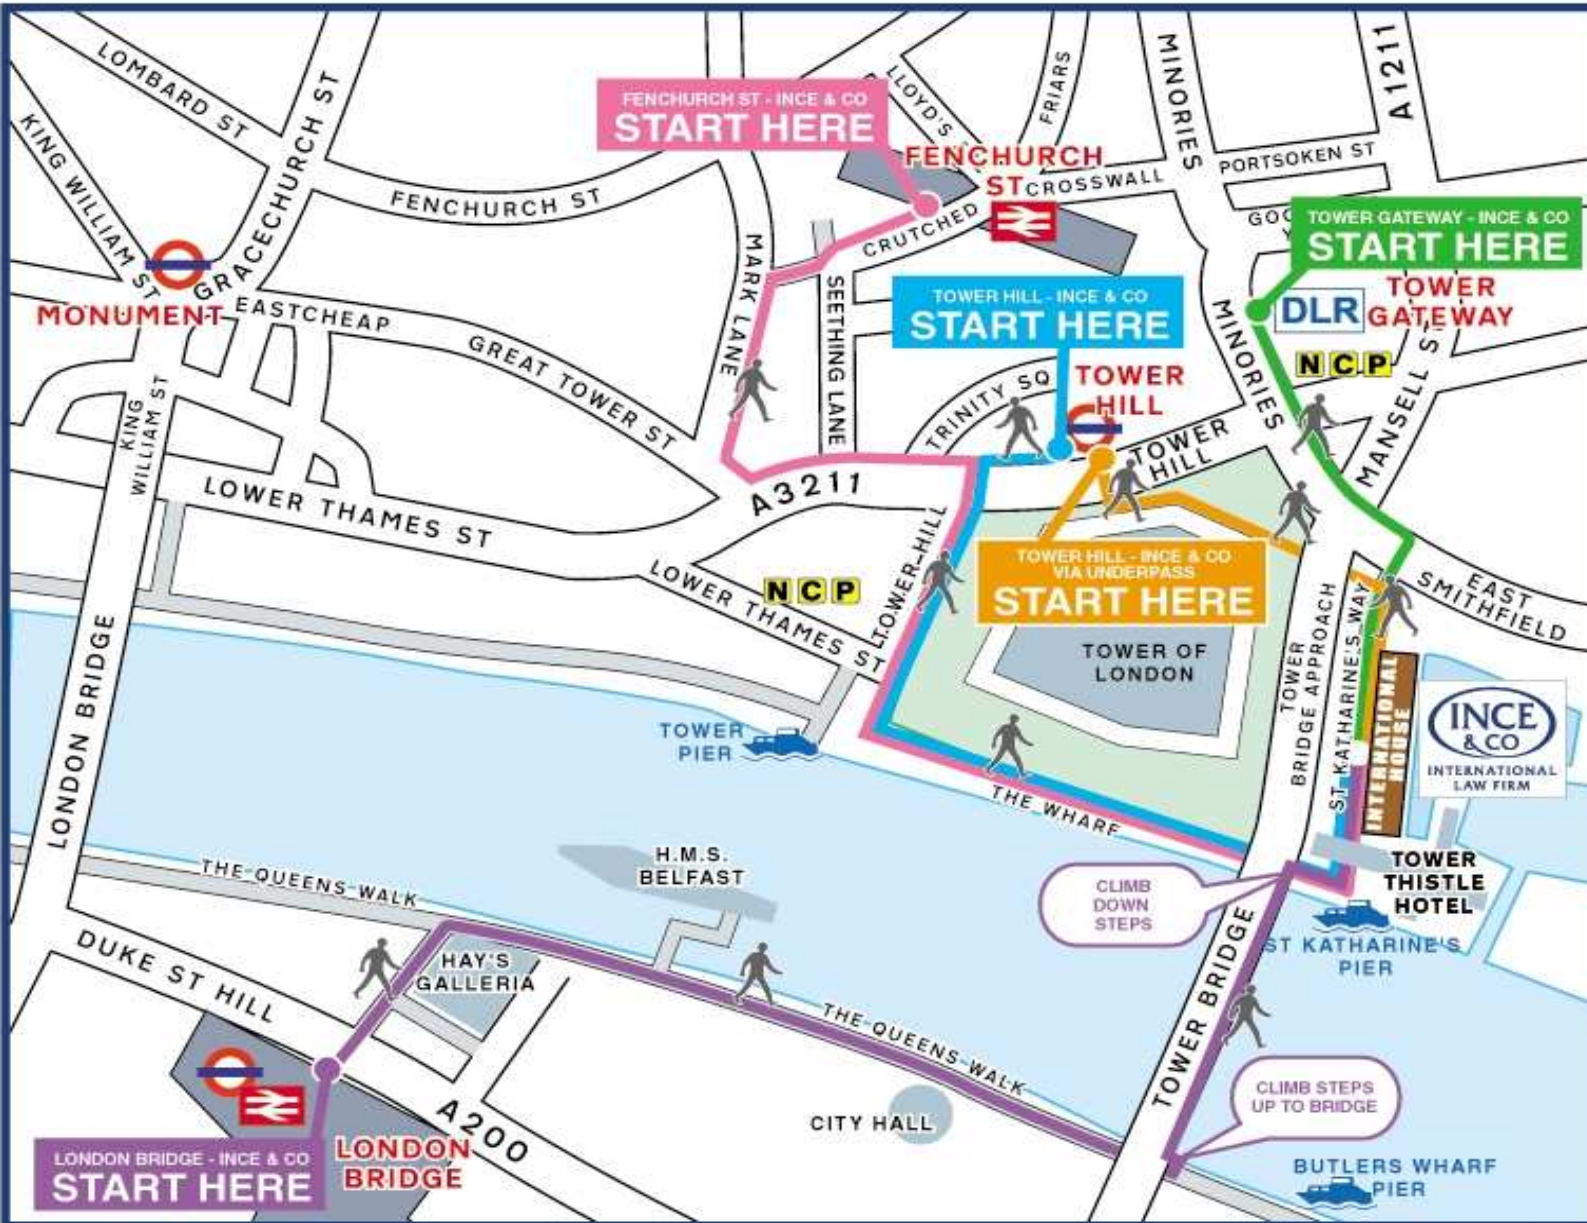 LOMBARD ST
KING WILLIAM ST
GRACECHURCH ST
FENCHURCH ST
FENCHURCH ST - INCE & CO
START HERE
LLOYD'S
FRIARS
MINORIES
A1211
PORTSOKEN ST
FENCHURCH
ST
CROSSWALL
CRUTCHED
TOWER GATEWAY - INCE & CO
START HERE
DLR
TOWER
GATEWAY
NCP
MONUMENT
EASTCHEAP
GREAT TOWER ST
MARK LANE
SEETHING LANE
TOWER HILL - INCE & CO
START HERE
TRINITY SQ
TOWER
HILL
TOWER
HILL
MINORIES
MANSELL ST
KING
WILLIAM ST
LOWER THAMES ST
A3211
LOWER THAMES ST
NCP
LT.TOWER-HILL
TOWER HILL - INCE & CO
VIA UNDERPASS
START HERE
TOWER OF
LONDON
EAST
SMITHFIELD
TOWER
BRIDGE APPROACH
ST KATHARINE'S WAY
INTERNATIONAL
HOUSE
INCE
& CO
INTERNATIONAL
LAW FIRM
LONDON BRIDGE
TOWER
PIER
THE WHARF
H.M.S.
BELFAST
THE QUEENS WALK
CLIMB
DOWN
STEPS
TOWER
THISTLE
HOTEL
ST KATHARINE'S
PIER
DUKE ST HILL
HAY'S
GALLERIA
THE QUEENS WALK
TOWER BRIDGE
CITY HALL
CLIMB STEPS
UP TO BRIDGE
A200
LONDON BRIDGE - INCE & CO
START HERE
LONDON
BRIDGE
BUTLERS WHARF
PIER